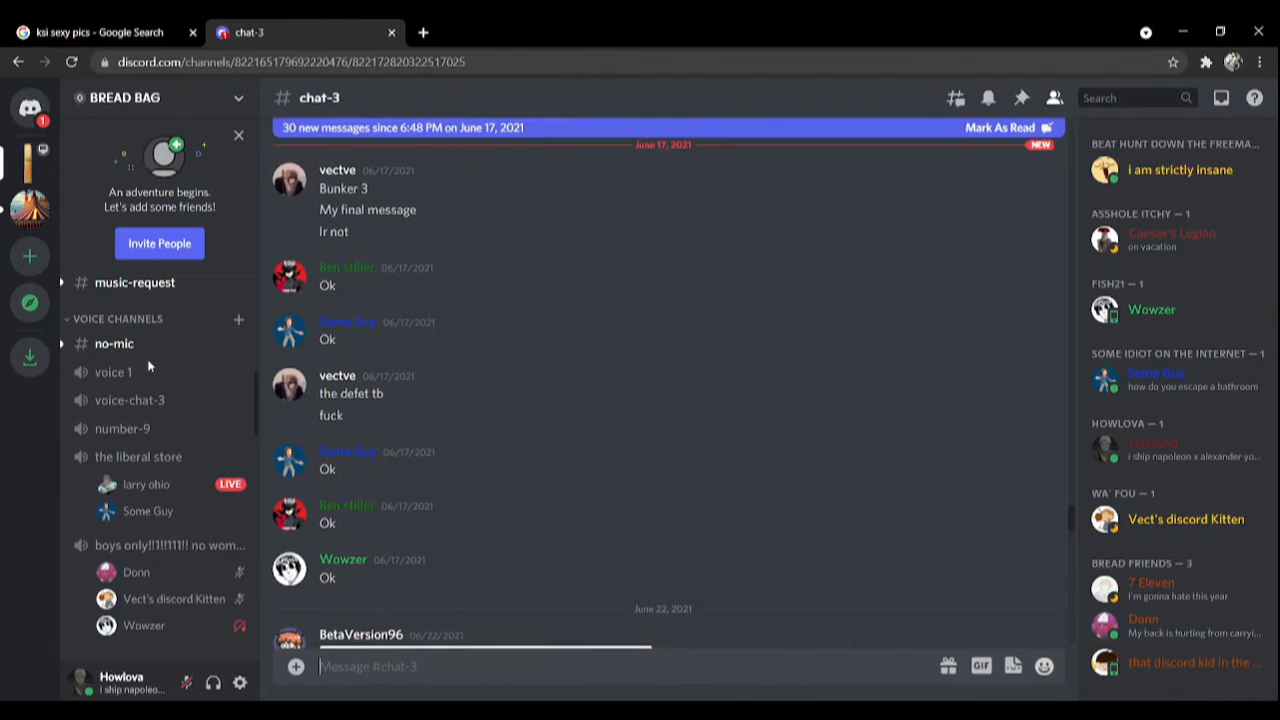 ksi sexy pics - Google Search
chat-3
discord.com/channels/822165179692220476/822172820322517025
BREAD BAG
chat-3
Search
1
An adventure begins.
Let's add some friends!
Invite People
music-request
VOICE CHANNELS
no-mic
voice 1
voice-chat-3
number-9
the liberal store
larry ohio
LIVE
Some Guy
boys only!!1!!111!! no wom...
Donn
Vect's discord Kitten
Wowzer
Howlova
i ship napoleo...
30 new messages since 6:48 PM on June 17, 2021
Mark As Read
June 17, 2021
NEW
vectve 06/17/2021
Bunker 3
My final message
Ir not
Ben stiller 06/17/2021
Ok
Some Guy 06/17/2021
Ok
vectve 06/17/2021
the defet tb
fuck
Some Guy 06/17/2021
Ok
Ben stiller 06/17/2021
Ok
Wowzer 06/17/2021
Ok
June 22, 2021
BetaVersion96 06/22/2021
Message #chat-3
GIF
BEAT HUNT DOWN THE FREEMA...
i am strictly insane
ASSHOLE ITCHY — 1
Caesar's Legion
on vacation
FISH21 — 1
Wowzer
SOME IDIOT ON THE INTERNET — 1
Some Guy
how do you escape a bathroom
HOWLOVA — 1
Howlova
i ship napoleon x alexander yo...
WA` FOU — 1
Vect's discord Kitten
BREAD FRIENDS — 3
7 Eleven
I'm gonna hate this year
Donn
My back is hurting from carryi...
that discord kid in the ...